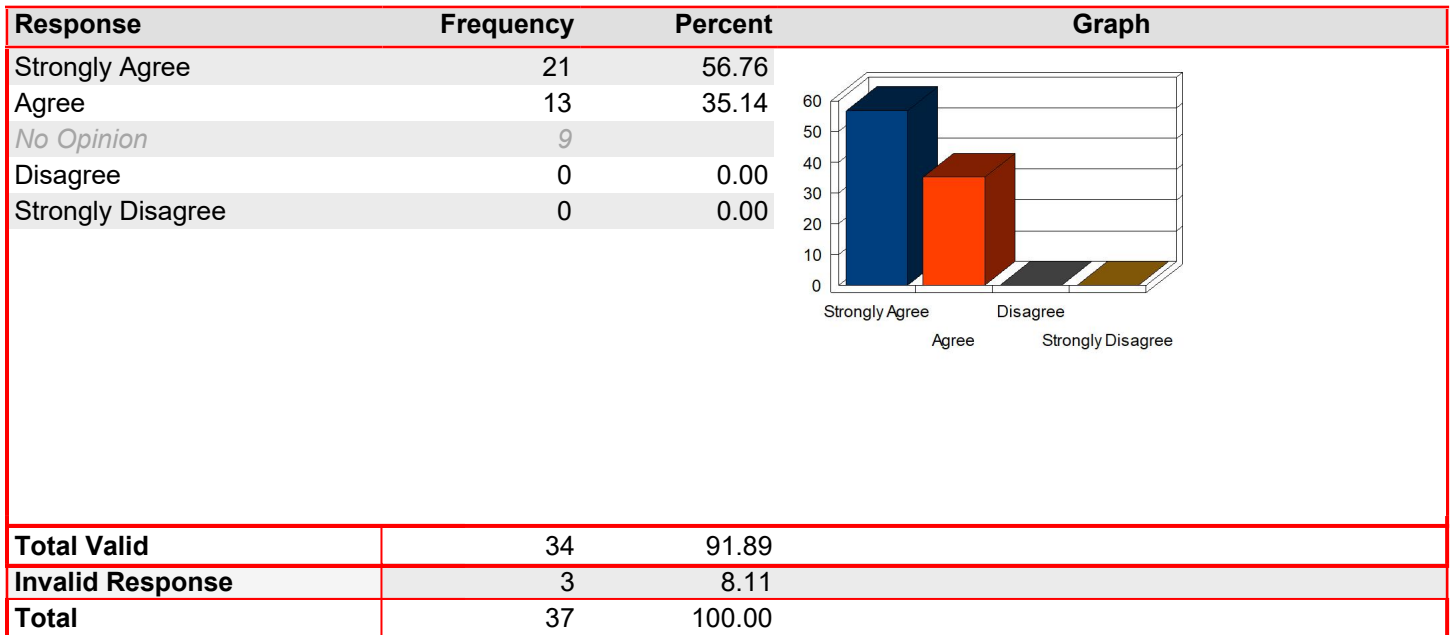 Response Frequency Percent Graph
Strongly Agree 21 56.76
Agree 13 35.14
No Opinion 9
Disagree 0 0.00
Strongly Disagree 0 0.00
60
50
40
30
20
10
0
Strongly Agree Disagree
Agree Strongly Disagree
Total Valid 34 91.89
Invalid Response 3 8.11
Total 37 100.00